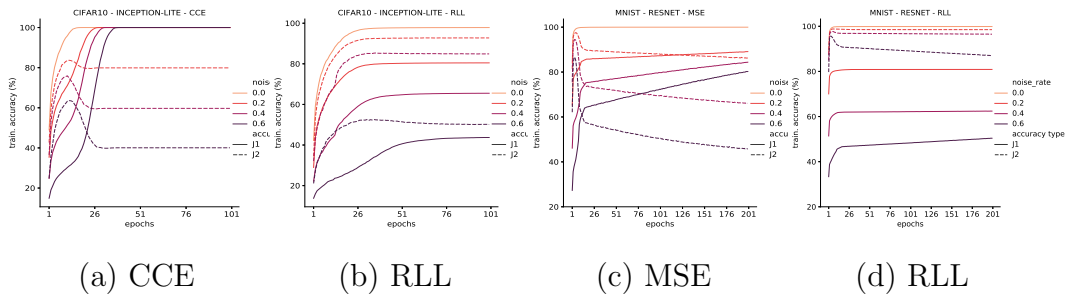 CIFAR10 - INCEPTION-LITE - CCE
train. accuracy (%)
100
80
60
40
20
1 26 51 76 101
epochs
noise
0.0
0.2
0.4
0.6
accu
J1
J2
(a) CCE
CIFAR10 - INCEPTION-LITE - RLL
train. accuracy (%)
100
80
60
40
20
1 26 51 76 101
epochs
noise
0.0
0.2
0.4
0.6
accu
J1
J2
(b) RLL
MNIST - RESNET - MSE
train. accuracy (%)
100
80
60
40
20
1 26 51 76 101 126 151 176 201
epochs
noise
0.0
0.2
0.4
0.6
accu
J1
J2
(c) MSE
MNIST - RESNET - RLL
train. accuracy (%)
100
80
60
40
20
1 26 51 76 101 126 151 176 201
epochs
noise_rate
0.0
0.2
0.4
0.6
accuracy type
J1
J2
(d) RLL